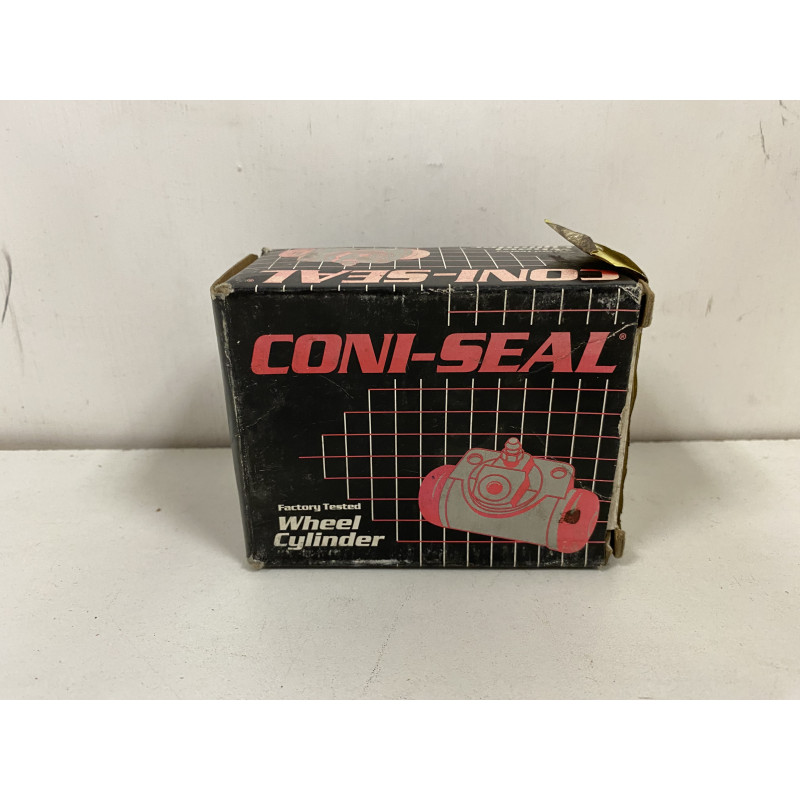 CONI-SEAL
CONI-SEAL®
Factory Tested
Wheel
Cylinder